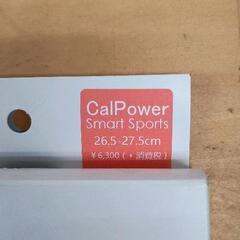 CalPower
Smart Sports
26.5-27.5cm
¥6,300(+消費税)